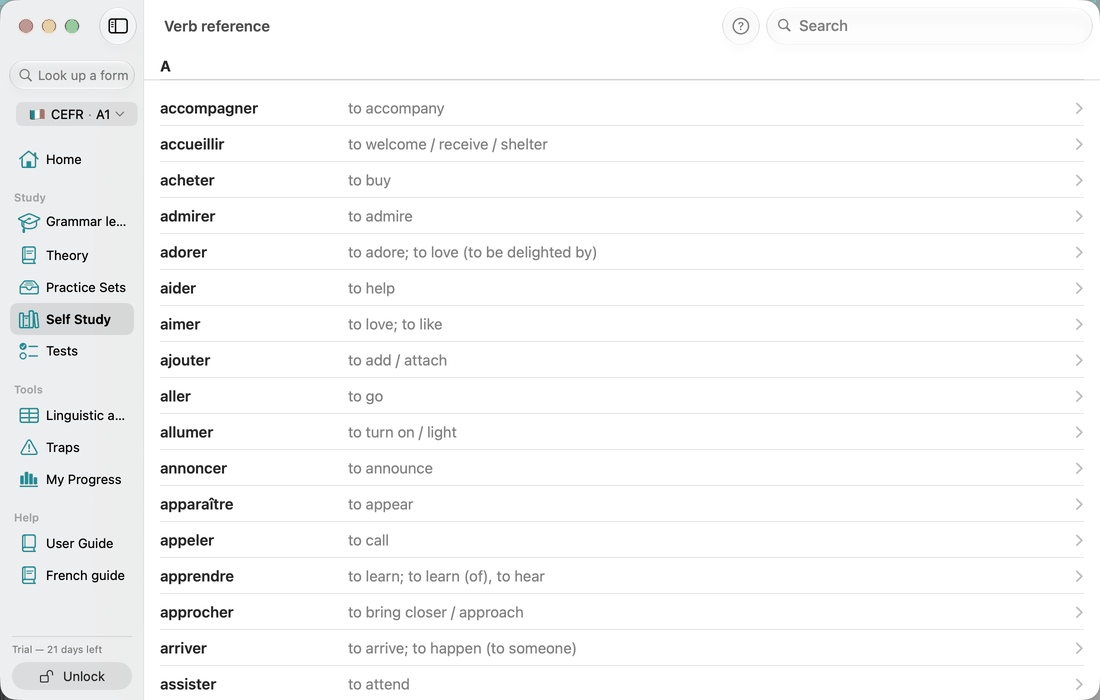 Verb reference
Search
Look up a form
CEFR · A1
Home
Study
Grammar le...
Theory
Practice Sets
Self Study
Tests
Tools
Linguistic a...
Traps
My Progress
Help
User Guide
French guide
Trial — 21 days left
Unlock
A
accompagner to accompany
accueillir to welcome / receive / shelter
acheter to buy
admirer to admire
adorer to adore; to love (to be delighted by)
aider to help
aimer to love; to like
ajouter to add / attach
aller to go
allumer to turn on / light
annoncer to announce
apparaître to appear
appeler to call
apprendre to learn; to learn (of), to hear
approcher to bring closer / approach
arriver to arrive; to happen (to someone)
assister to attend